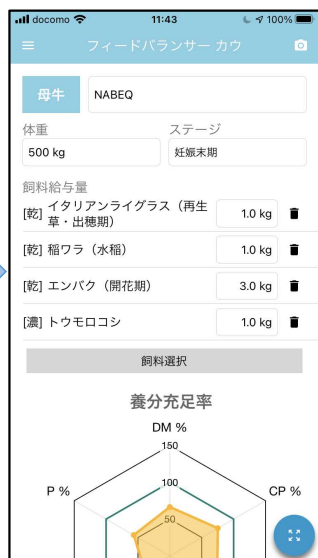 docomo 11:43 100%
フィードバランサー カウ
母牛 NABEQ
体重 ステージ
500 kg 妊娠末期
飼料給与量
[乾] イタリアンライグラス（再生草・出穂期） 1.0 kg
[乾] 稲ワラ（水稲） 1.0 kg
[乾] エンバク（開花期） 3.0 kg
[濃] トウモロコシ 1.0 kg
飼料選択
養分充足率
DM %
150
P % 100 CP %
50